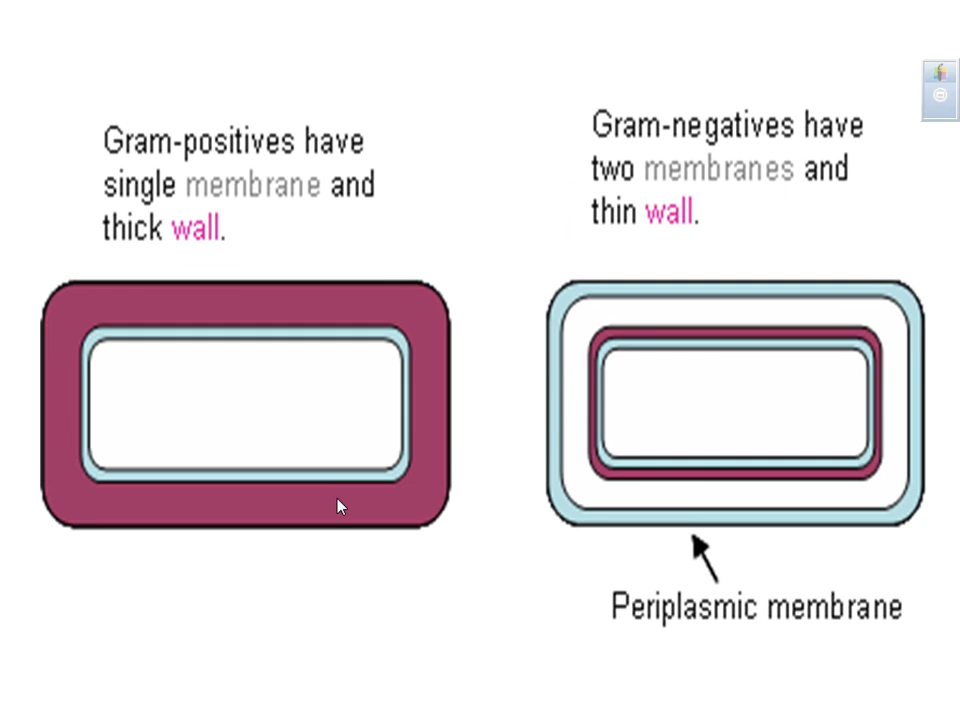 Gram-positives have
single membrane and
thick wall.
Gram-negatives have
two membranes and
thin wall.
Periplasmic membrane